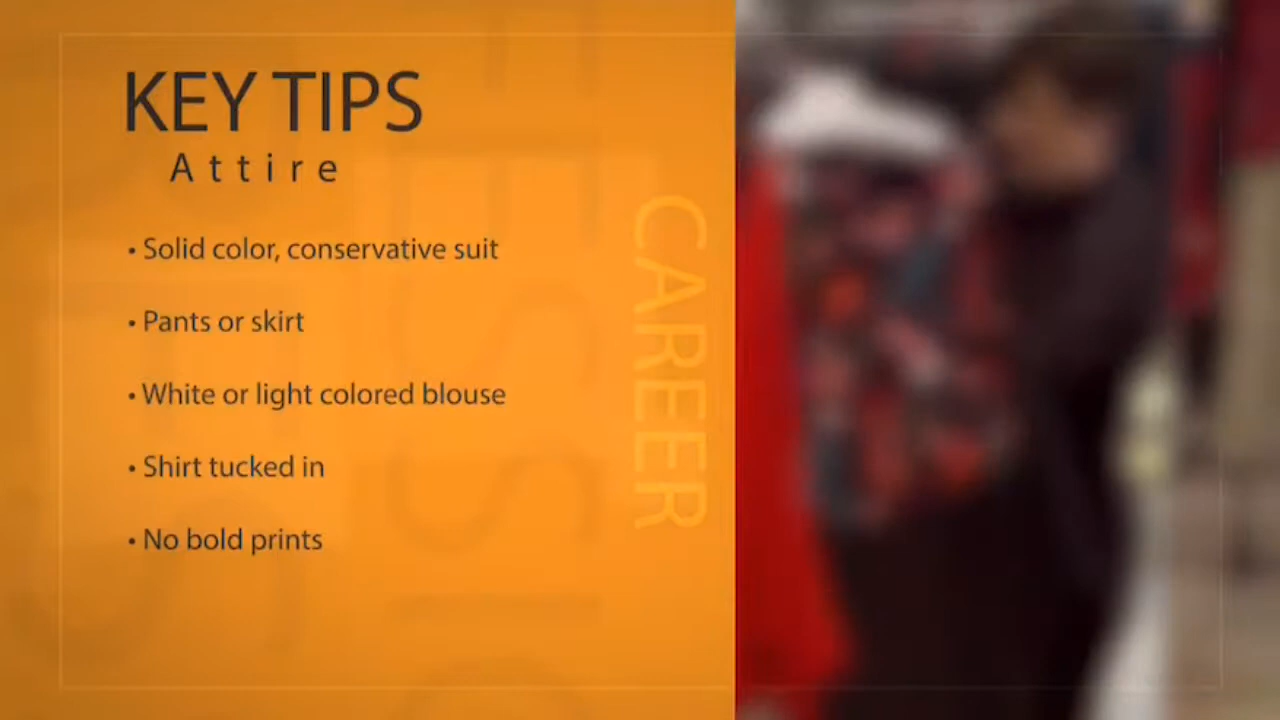 KEY TIPS
Attire
• Solid color, conservative suit
• Pants or skirt
• White or light colored blouse
• Shirt tucked in
• No bold prints
CAREER